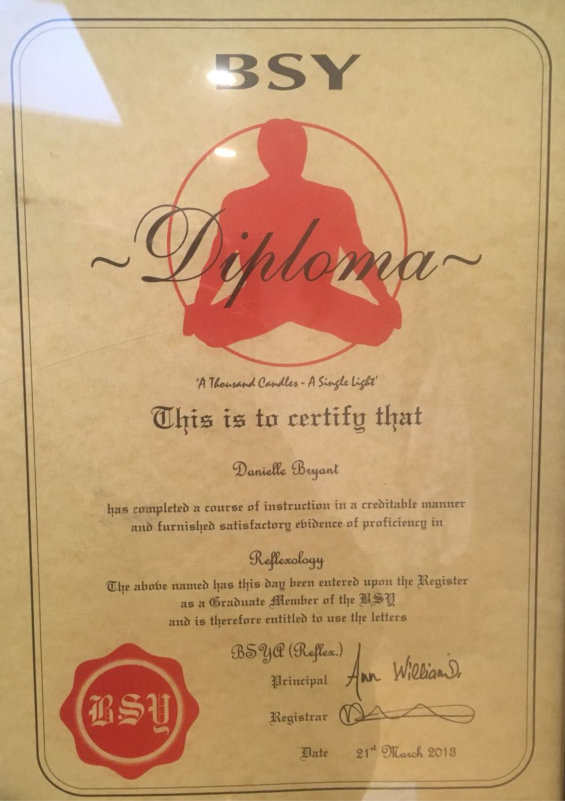 BSY
~Diploma~
'A Thousand Candles - A Single Light'
This is to certify that
Danielle Bryant
has completed a course of instruction in a creditable manner
and furnished satisfactory evidence of proficiency in
Reflexology
The above named has this day been entered upon the Register
as a Graduate Member of the BSY
and is therefore entitled to use the letters
BSYA (Reflex.)
Principal Ann Williams.
Registrar
Date 21st March 2013
BSY